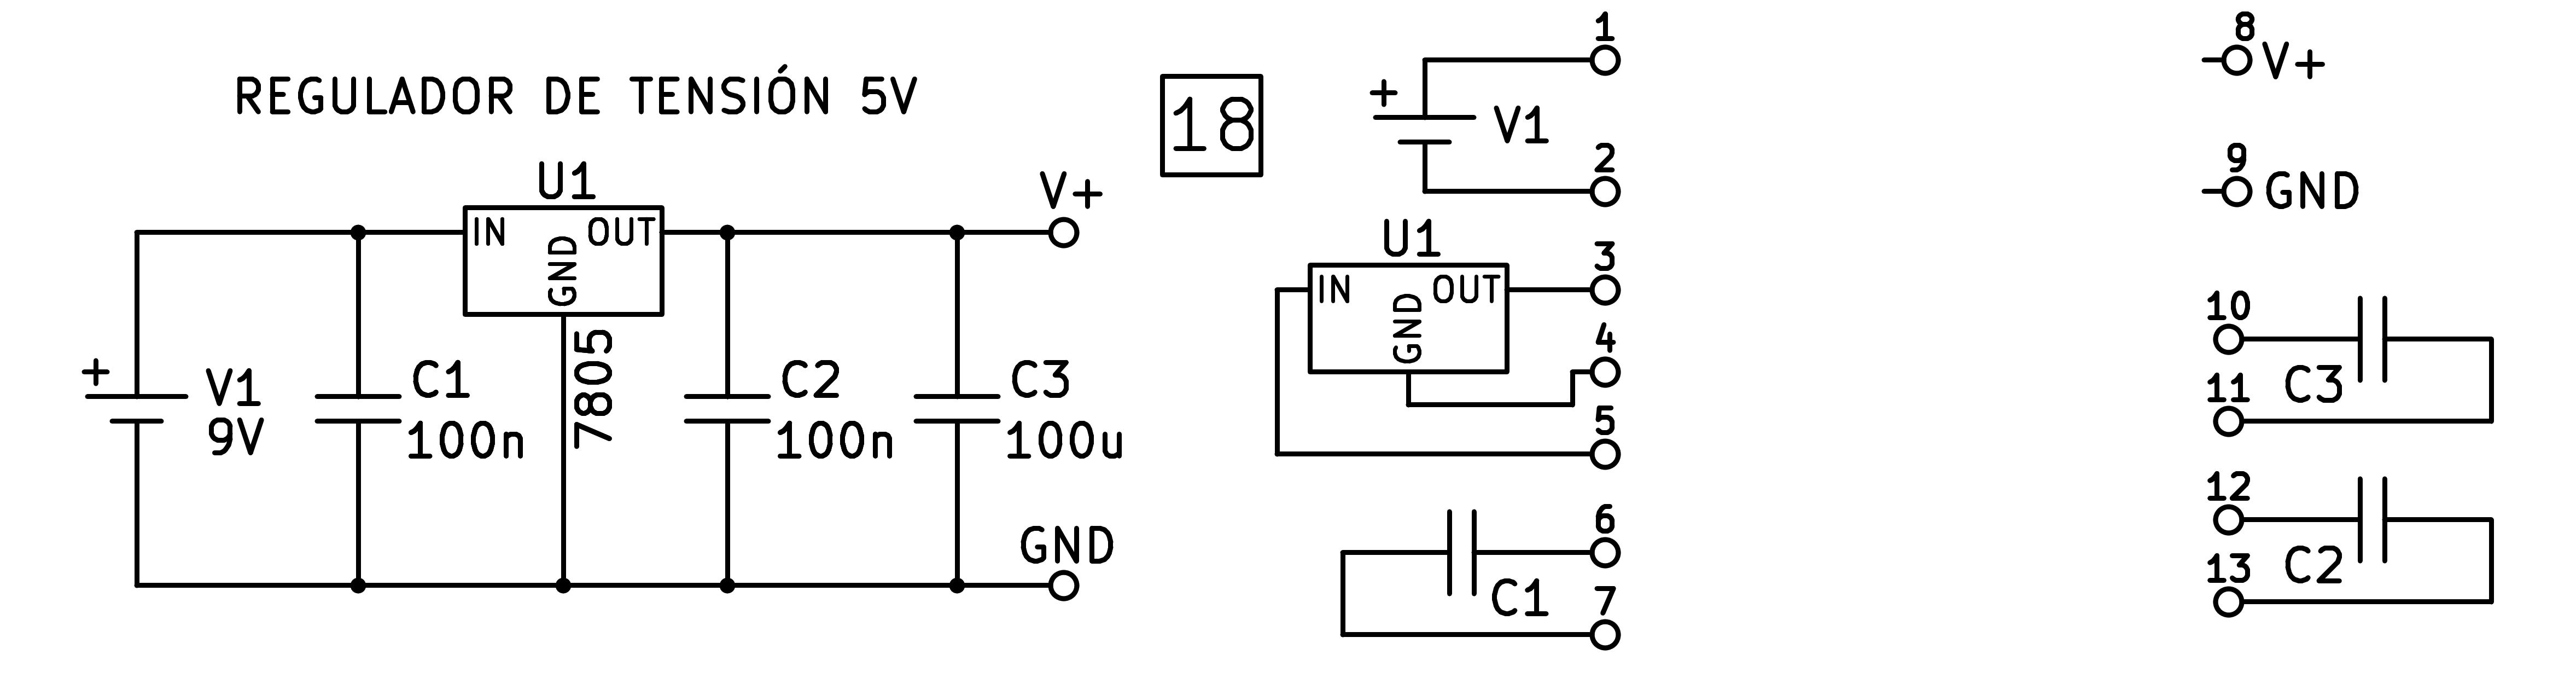 REGULADOR DE TENSIÓN 5V
U1
IN
OUT
GND
7805
V+
+
V1
9V
C1
100n
C2
100n
C3
100u
GND
18
1
+
V1
2
U1
IN
OUT
GND
3
4
5
6
C1
7
8
V+
9
GND
10
C3
11
12
C2
13